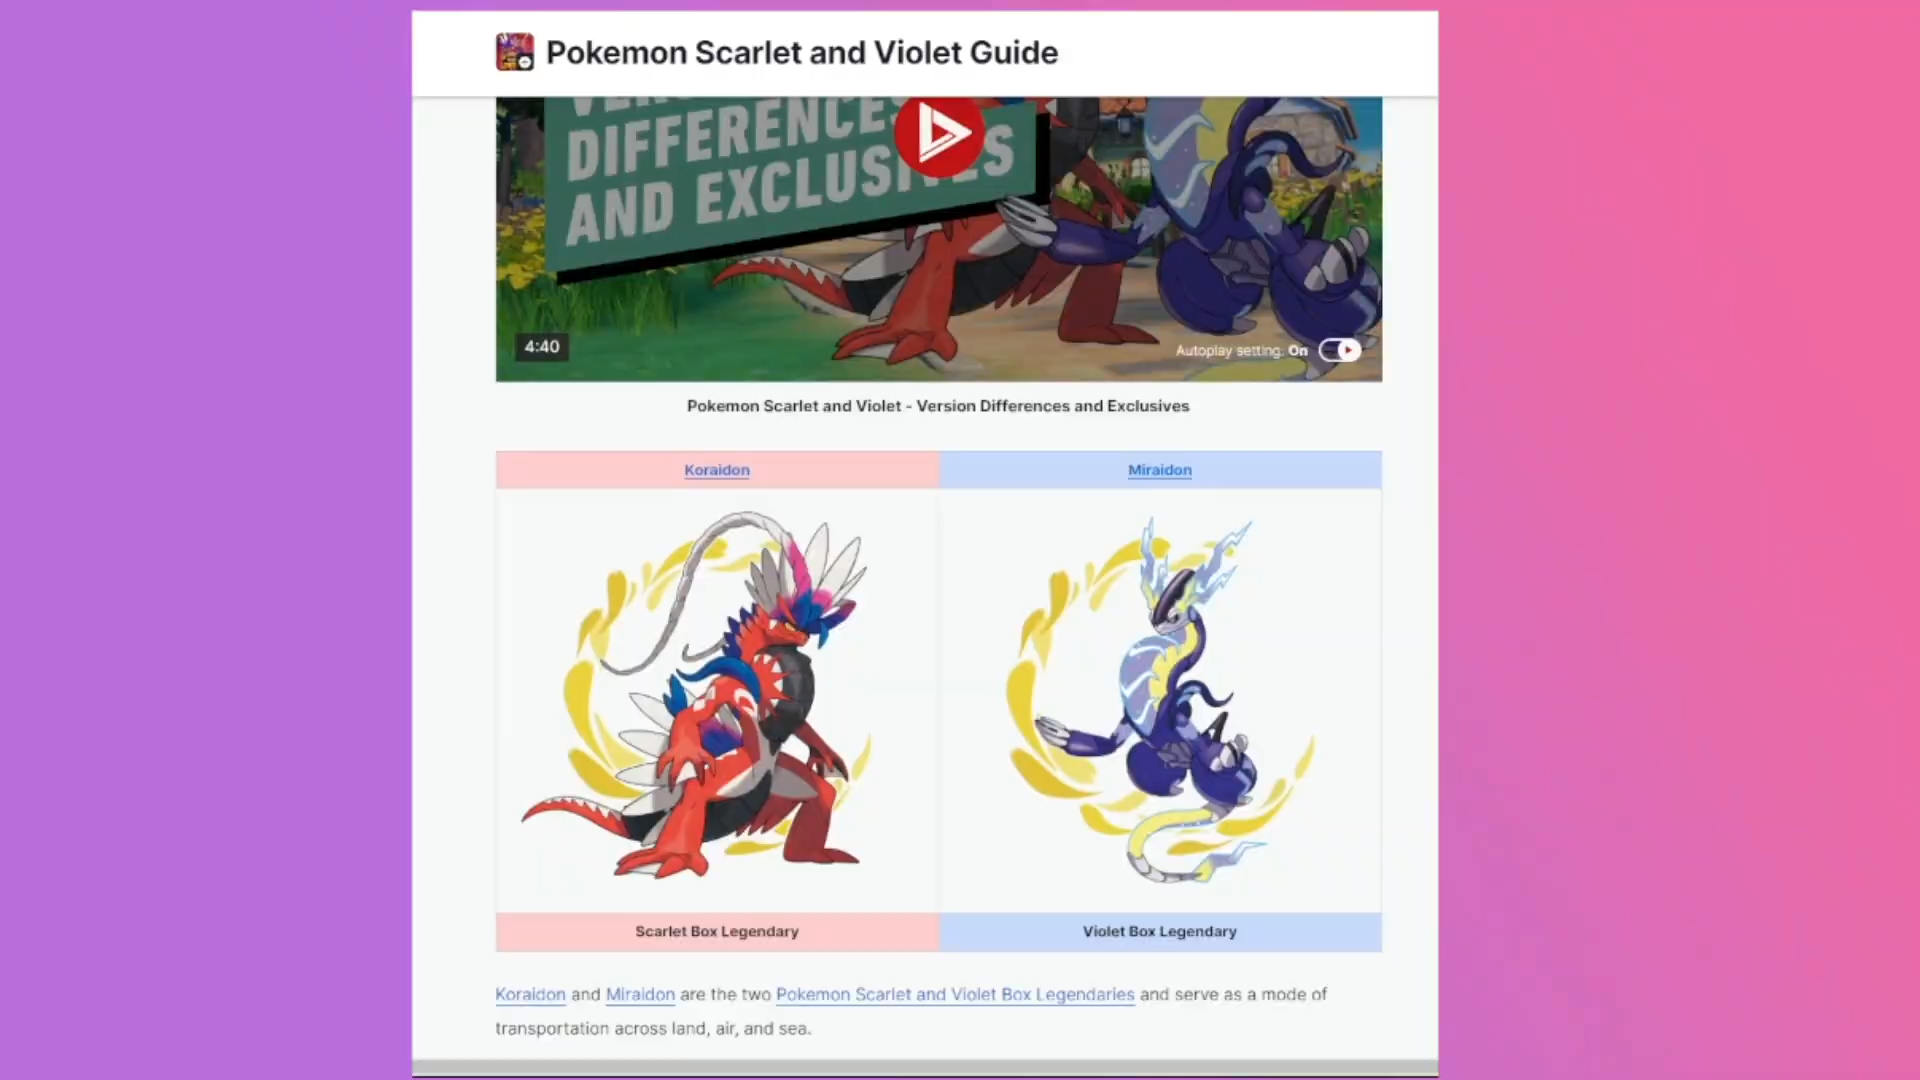 Pokemon Scarlet and Violet Guide
DIFFERENCES
AND EXCLUSIVES
4:40
Autoplay setting: On
Pokemon Scarlet and Violet - Version Differences and Exclusives
Koraidon
Miraidon
Scarlet Box Legendary
Violet Box Legendary
Koraidon and Miraidon are the two Pokemon Scarlet and Violet Box Legendaries and serve as a mode of
transportation across land, air, and sea.